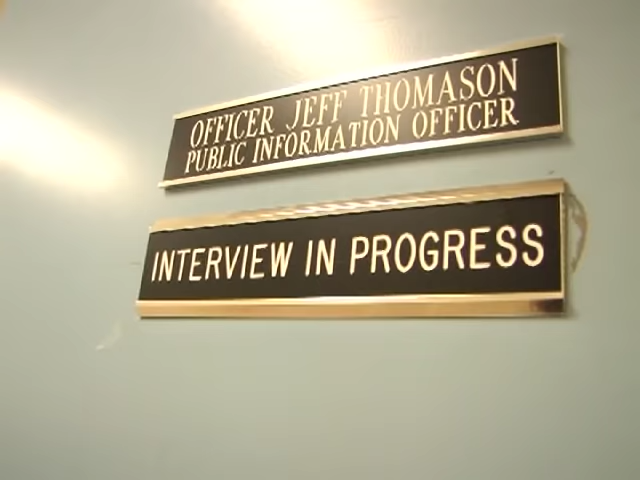 OFFICER JEFF THOMASON
PUBLIC INFORMATION OFFICER
INTERVIEW IN PROGRESS